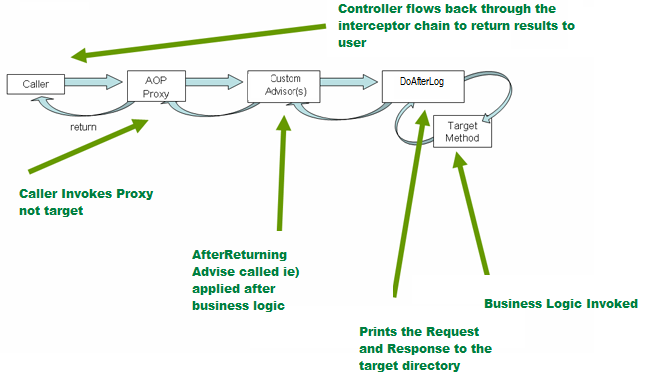 Controller flows back through the
interceptor chain to return results to
user
Caller
AOP
Proxy
Custom
Advisor(s)
DoAfterLog
return
Target
Method
Caller Invokes Proxy
not target
AfterReturning
Advise called ie)
applied after
business logic
Business Logic Invoked
Prints the Request
and Response to the
target directory